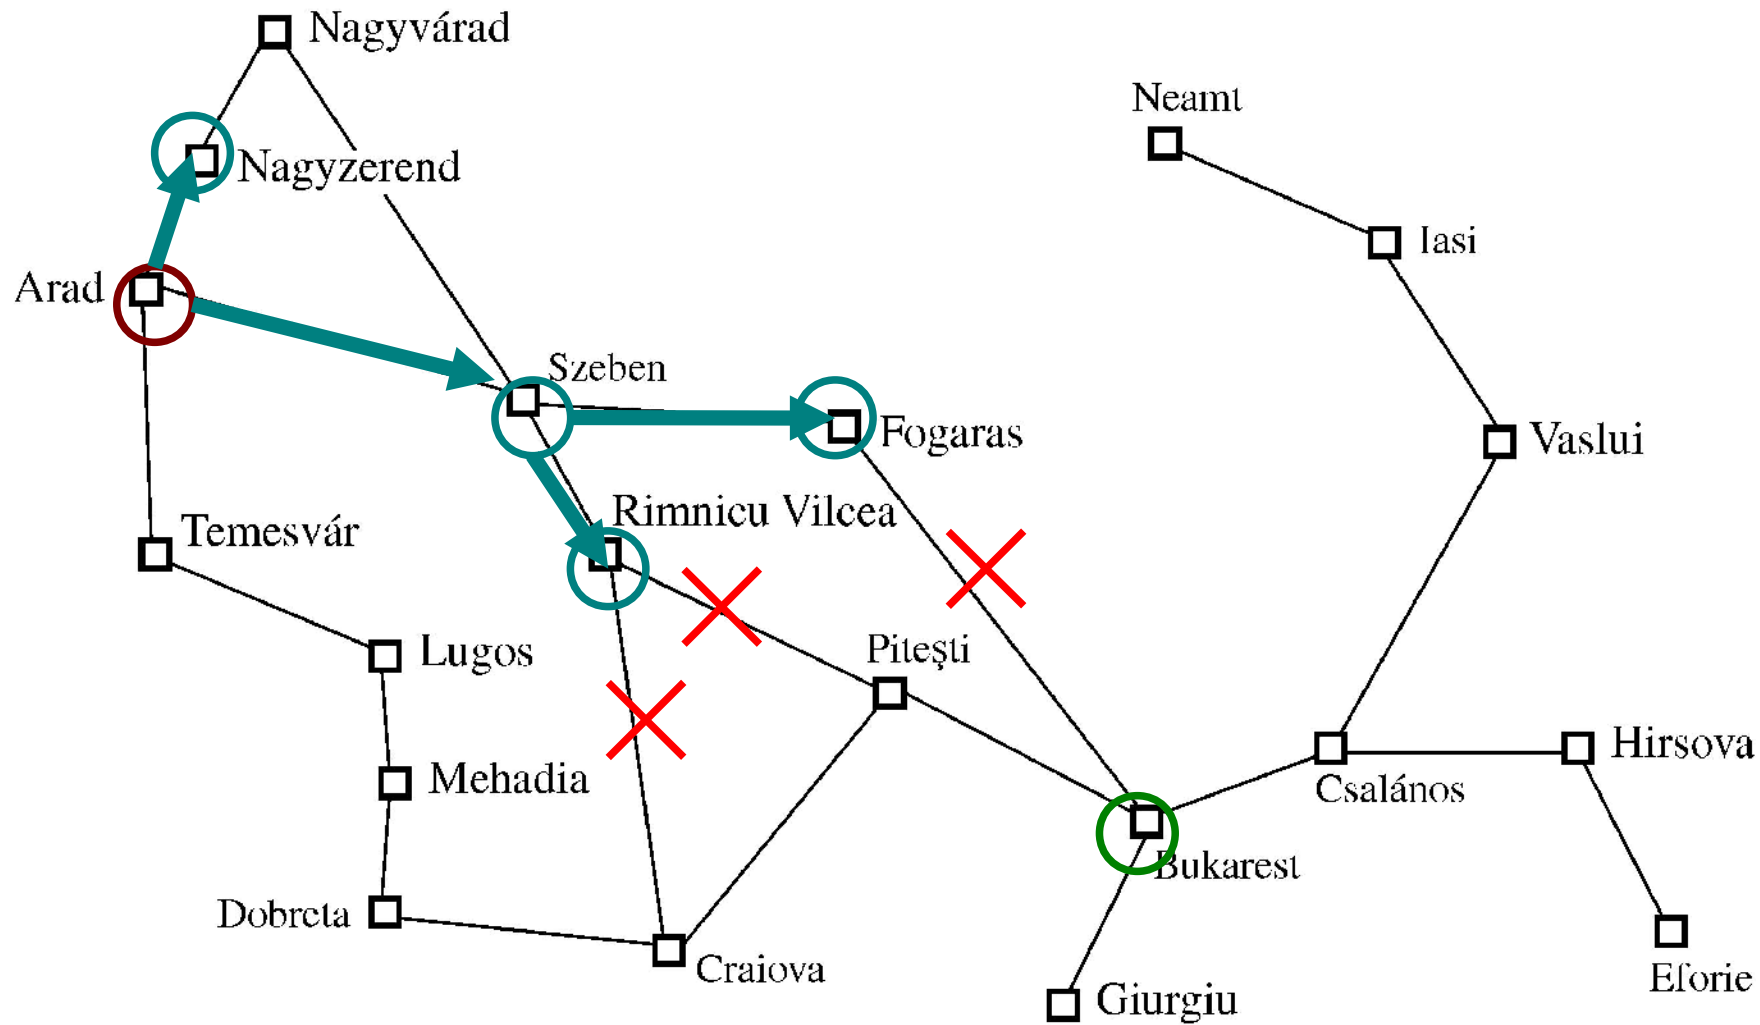 Nagyvárad
Neamt
Nagyzerend
Iasi
Arad
Szeben
Fogaras
Vaslui
Rimnicu Vilcea
Temesvár
Lugos
Piteşti
Hirsova
Mehadia
Csalános
Bukarest
Dobreta
Craiova
Eforie
Giurgiu